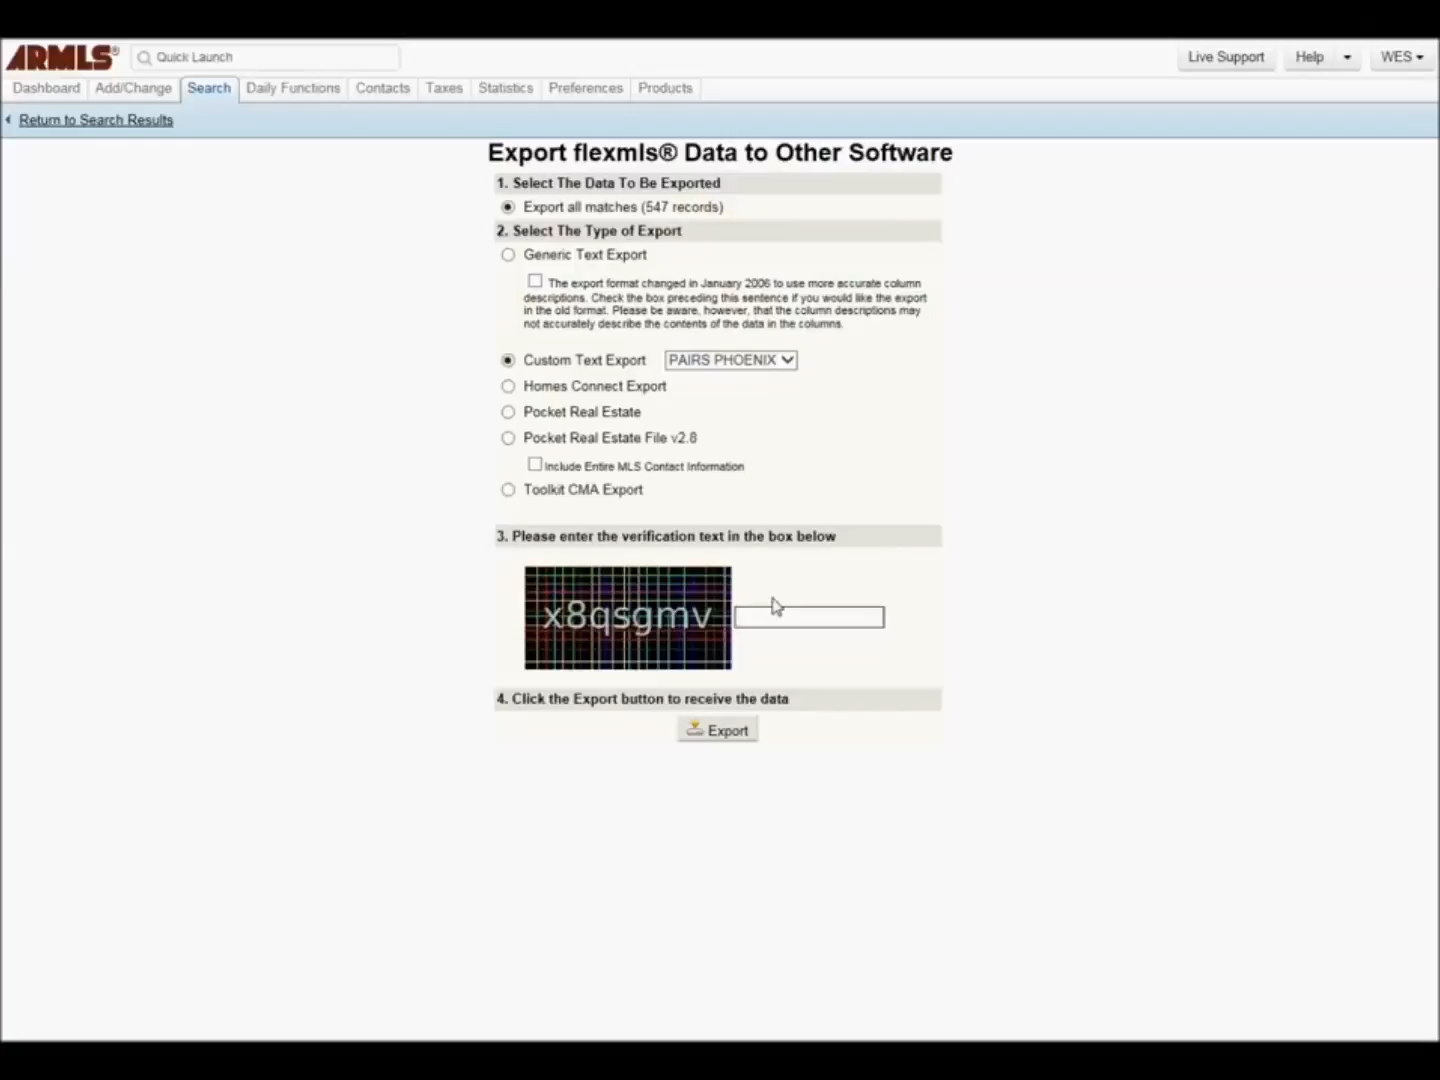 ARMLS® Quick Launch Live Support Help WES
Dashboard Add/Change Search Daily Functions Contacts Taxes Statistics Preferences Products
Return to Search Results
Export flexmls® Data to Other Software
1. Select The Data To Be Exported
Export all matches (547 records)
2. Select The Type of Export
Generic Text Export
The export format changed in January 2006 to use more accurate column
descriptions. Check the box preceding this sentence if you would like the export
in the old format. Please be aware, however, that the column descriptions may
not accurately describe the contents of the data in the columns.
Custom Text Export PAIRS PHOENIX
Homes Connect Export
Pocket Real Estate
Pocket Real Estate File v2.8
Include Entire MLS Contact Information
Toolkit CMA Export
3. Please enter the verification text in the box below
x8qsgmv
4. Click the Export button to receive the data
Export